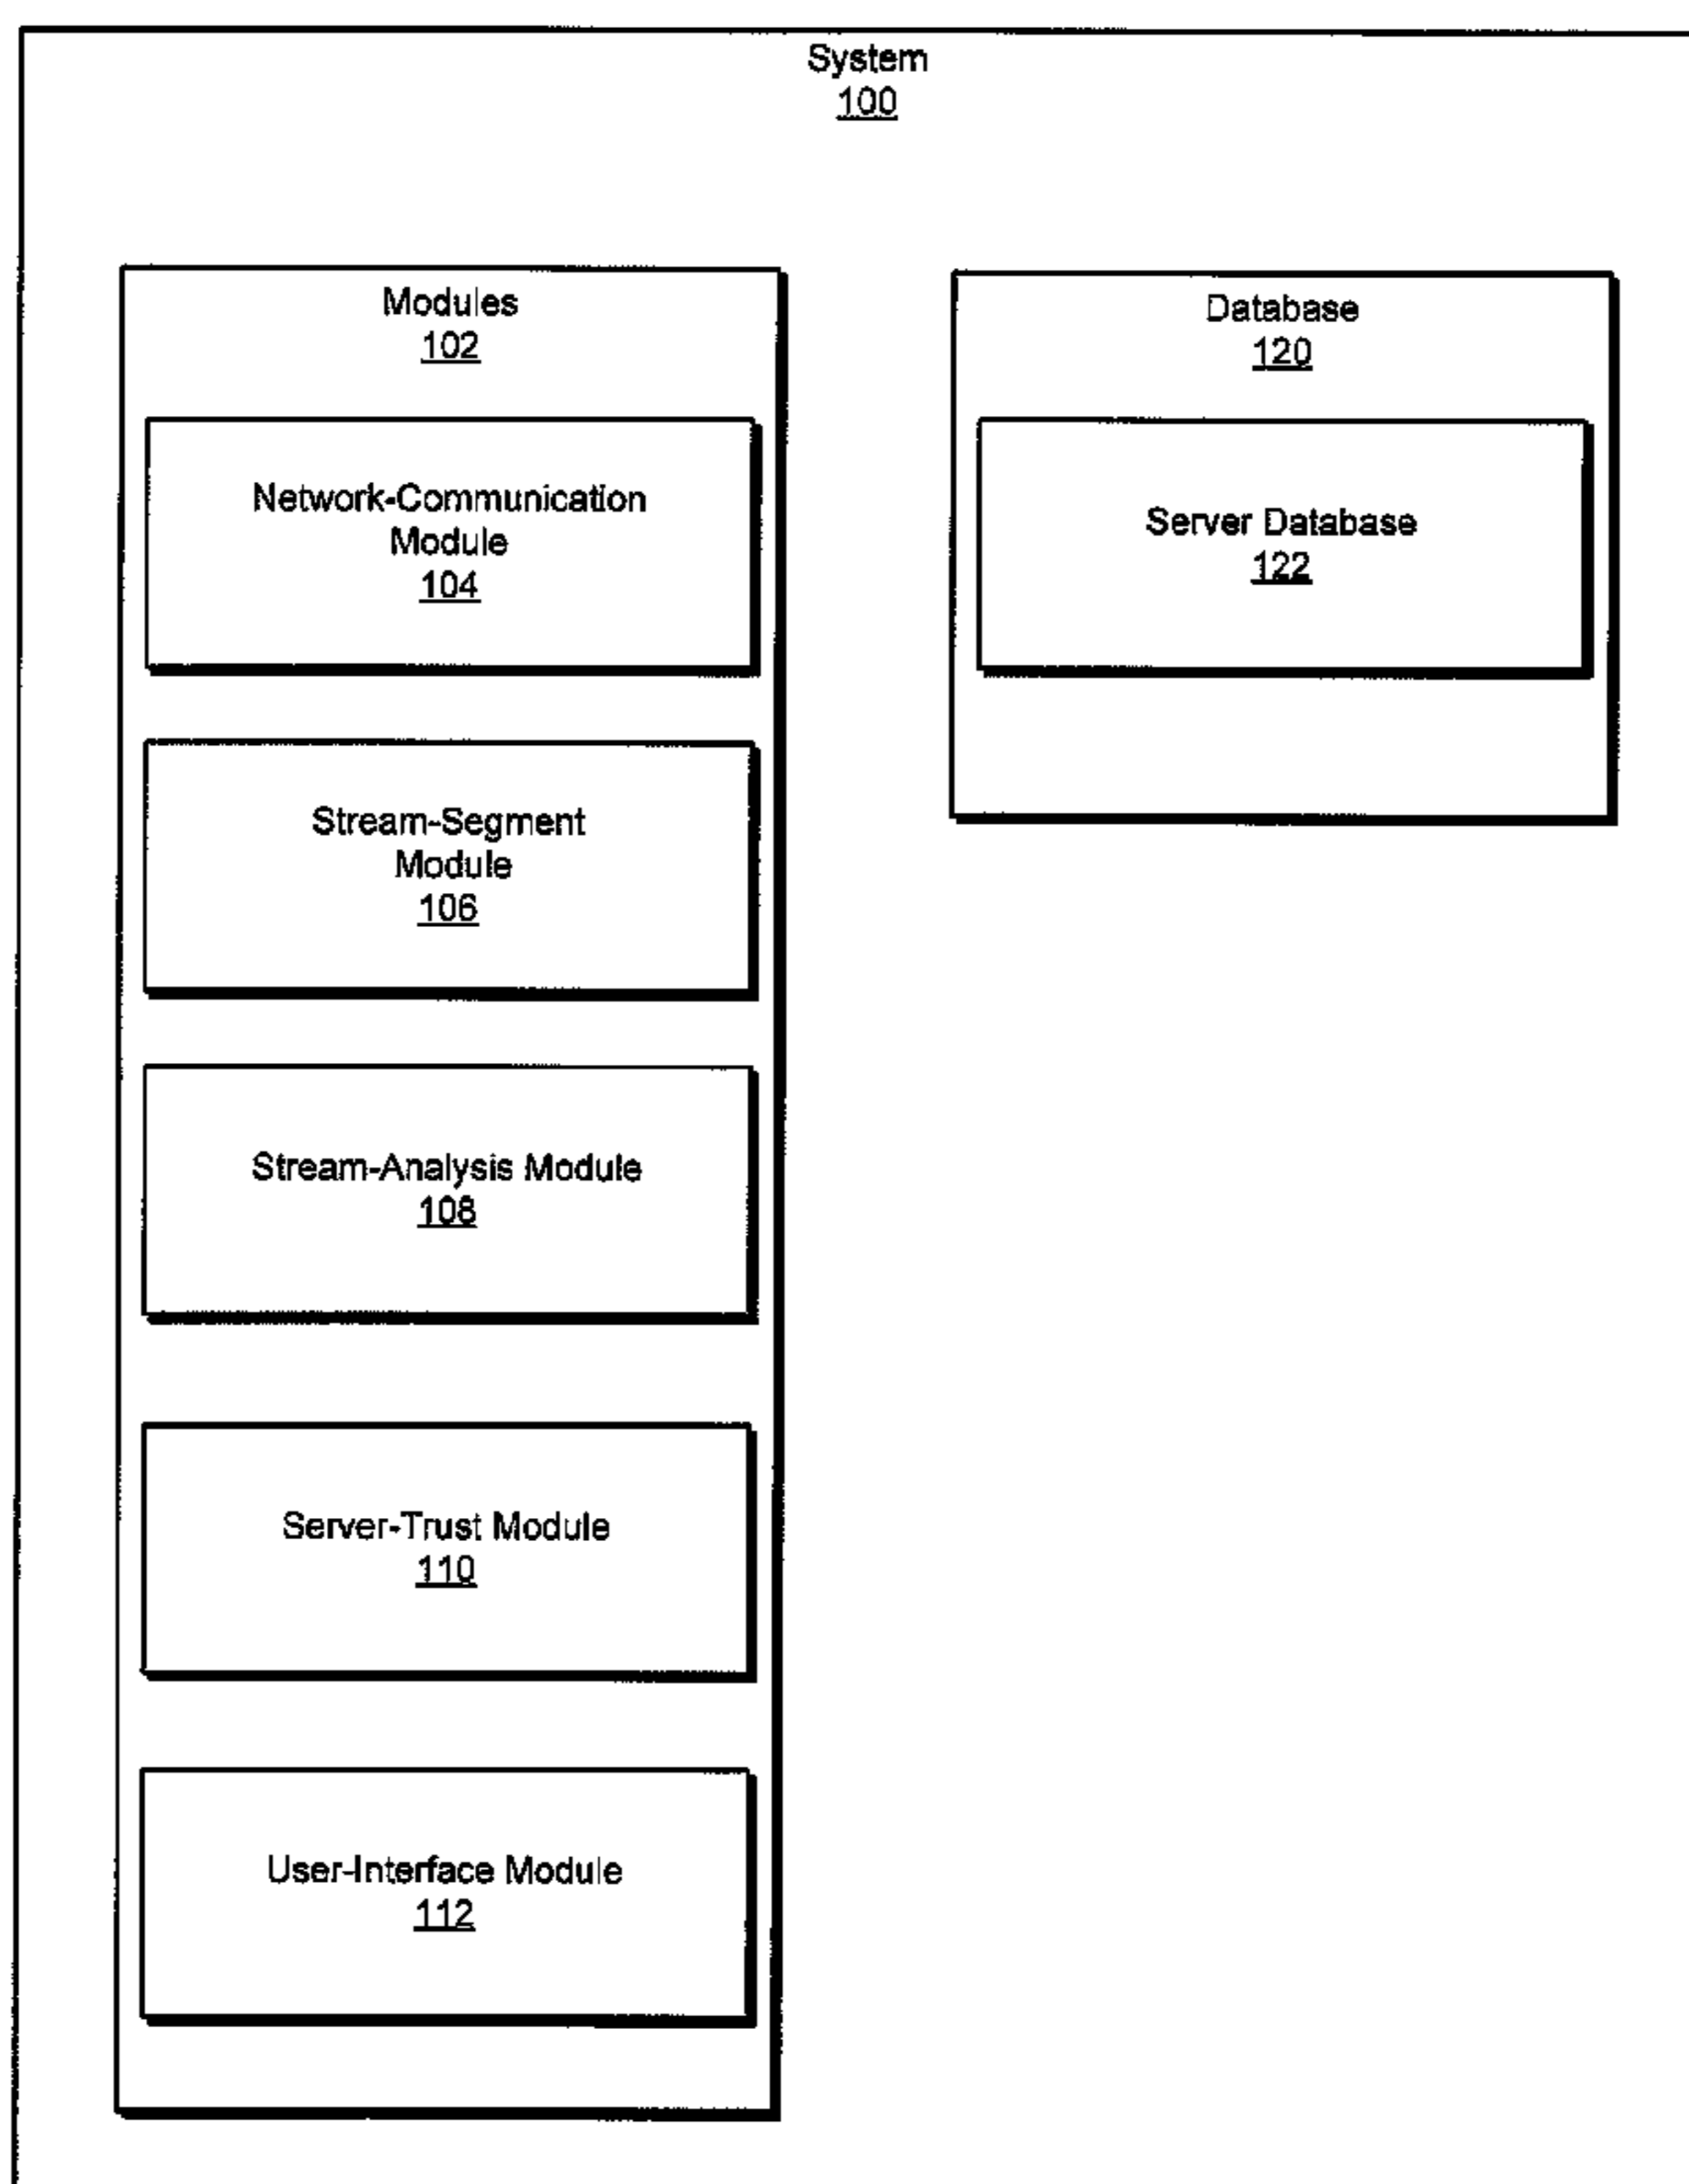 System
100
Modules
102
Network-Communication
Module
104
Stream-Segment
Module
106
Stream-Analysis Module
108
Server-Trust Module
110
User-Interface Module
112
Database
120
Server Database
122